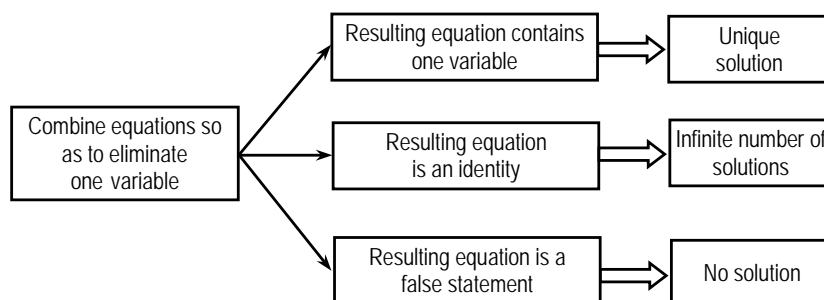 Combine equations so
as to eliminate
one variable
Resulting equation contains
one variable
Unique
solution
Resulting equation
is an identity
Infinite number of
solutions
Resulting equation is a
false statement
No solution